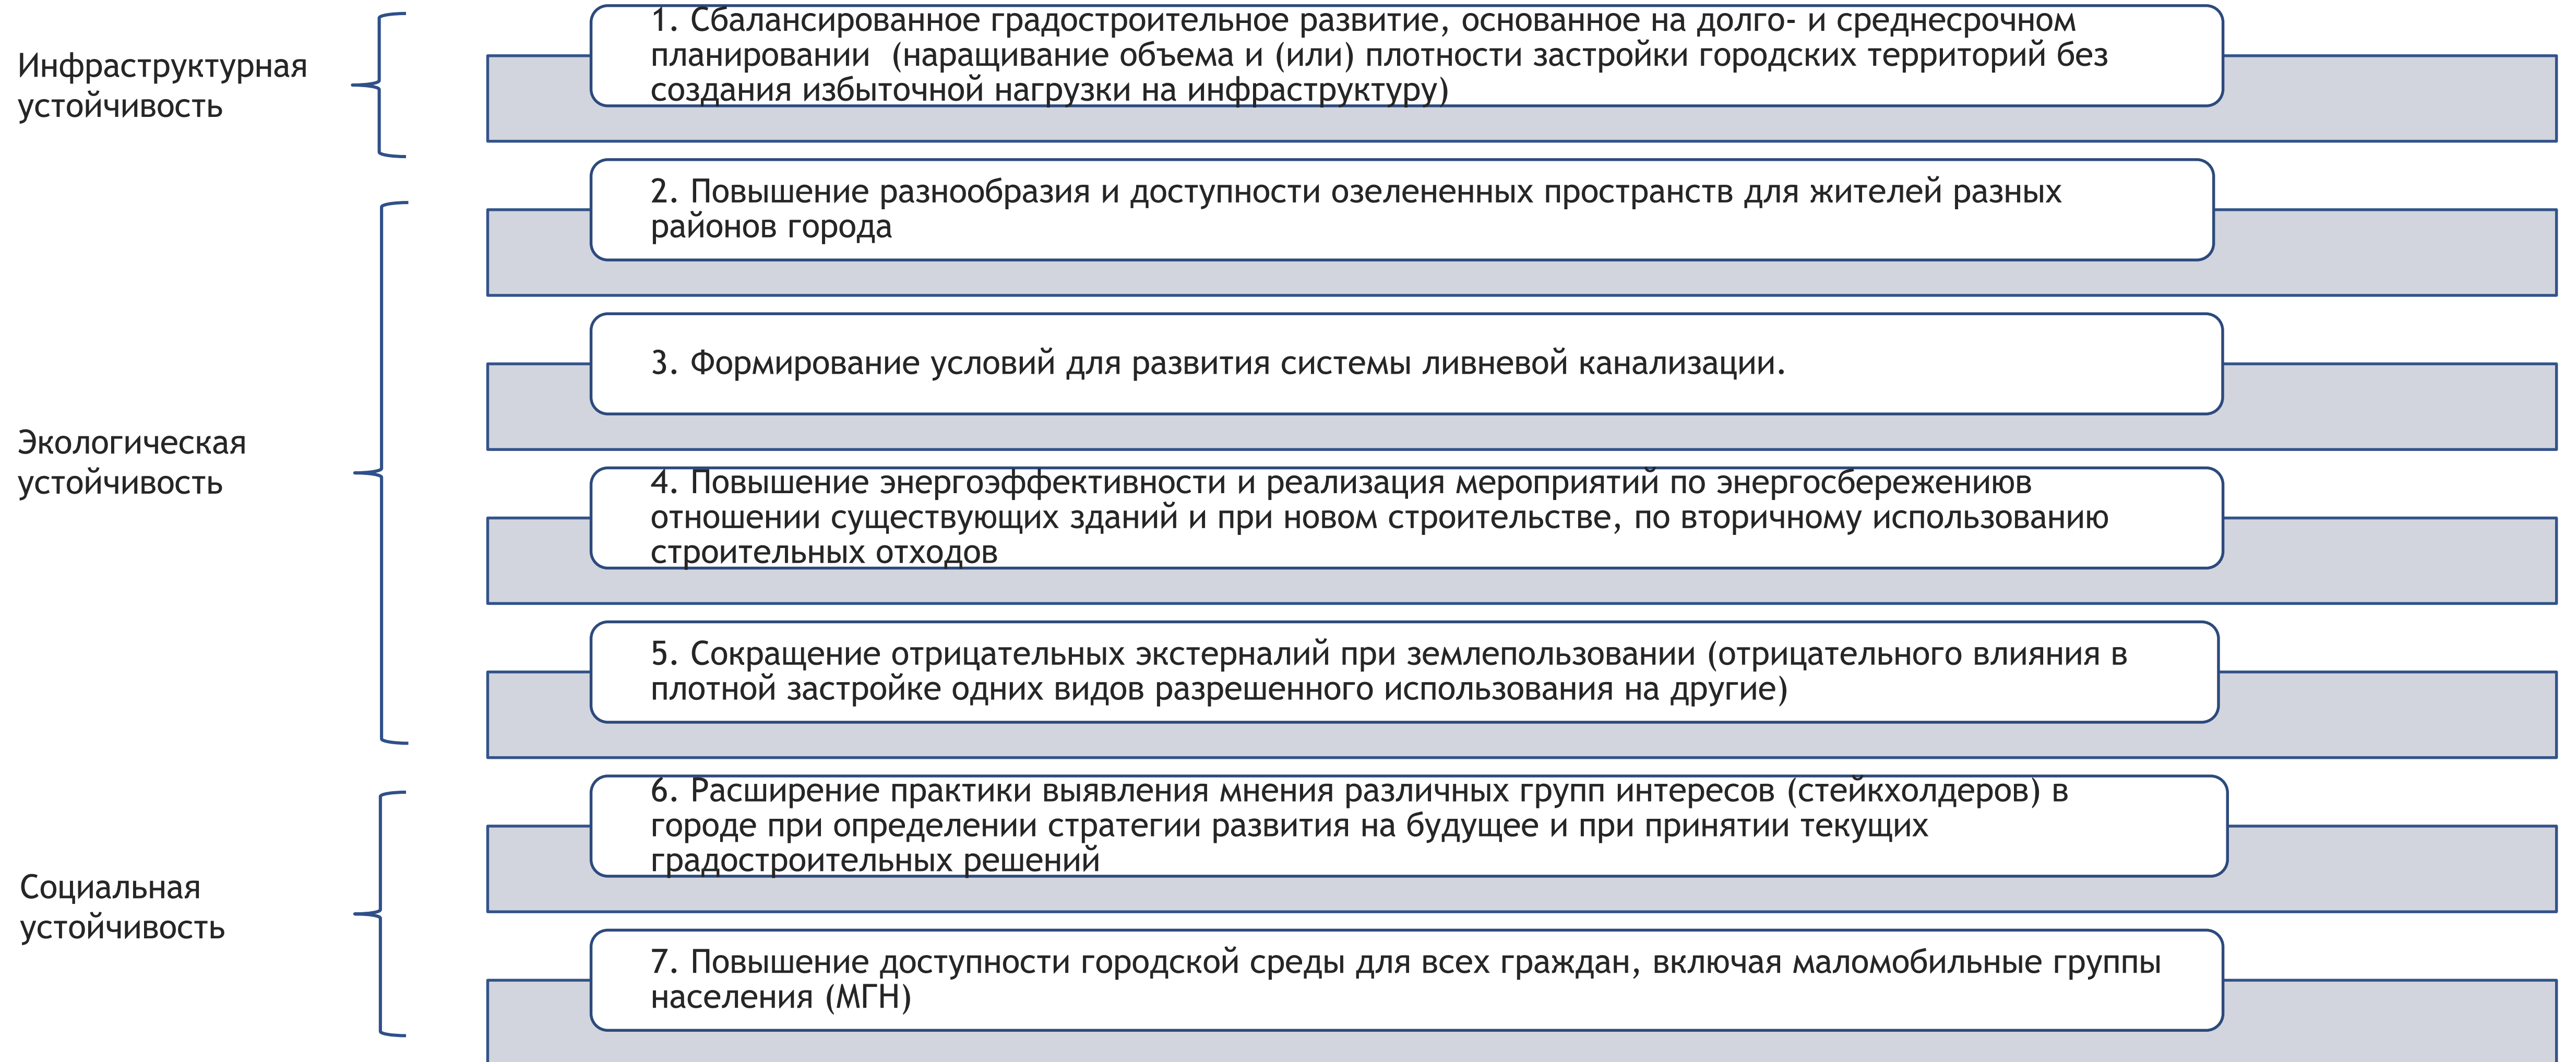 Инфраструктурная
устойчивость
1. Сбалансированное градостроительное развитие, основанное на долго- и среднесрочном
планировании  (наращивание объема и (или) плотности застройки городских территорий без
создания избыточной нагрузки на инфраструктуру)
Экологическая
устойчивость
2. Повышение разнообразия и доступности озелененных пространств для жителей разных
районов города
3. Формирование условий для развития системы ливневой канализации.
4. Повышение энергоэффективности и реализация мероприятий по энергосбережениюв
отношении существующих зданий и при новом строительстве, по вторичному использованию
строительных отходов
5. Сокращение отрицательных экстерналий при землепользовании (отрицательного влияния в
плотной застройке одних видов разрешенного использования на другие)
Социальная
устойчивость
6. Расширение практики выявления мнения различных групп интересов (стейкхолдеров) в
городе при определении стратегии развития на будущее и при принятии текущих
градостроительных решений
7. Повышение доступности городской среды для всех граждан, включая маломобильные группы
населения (МГН)